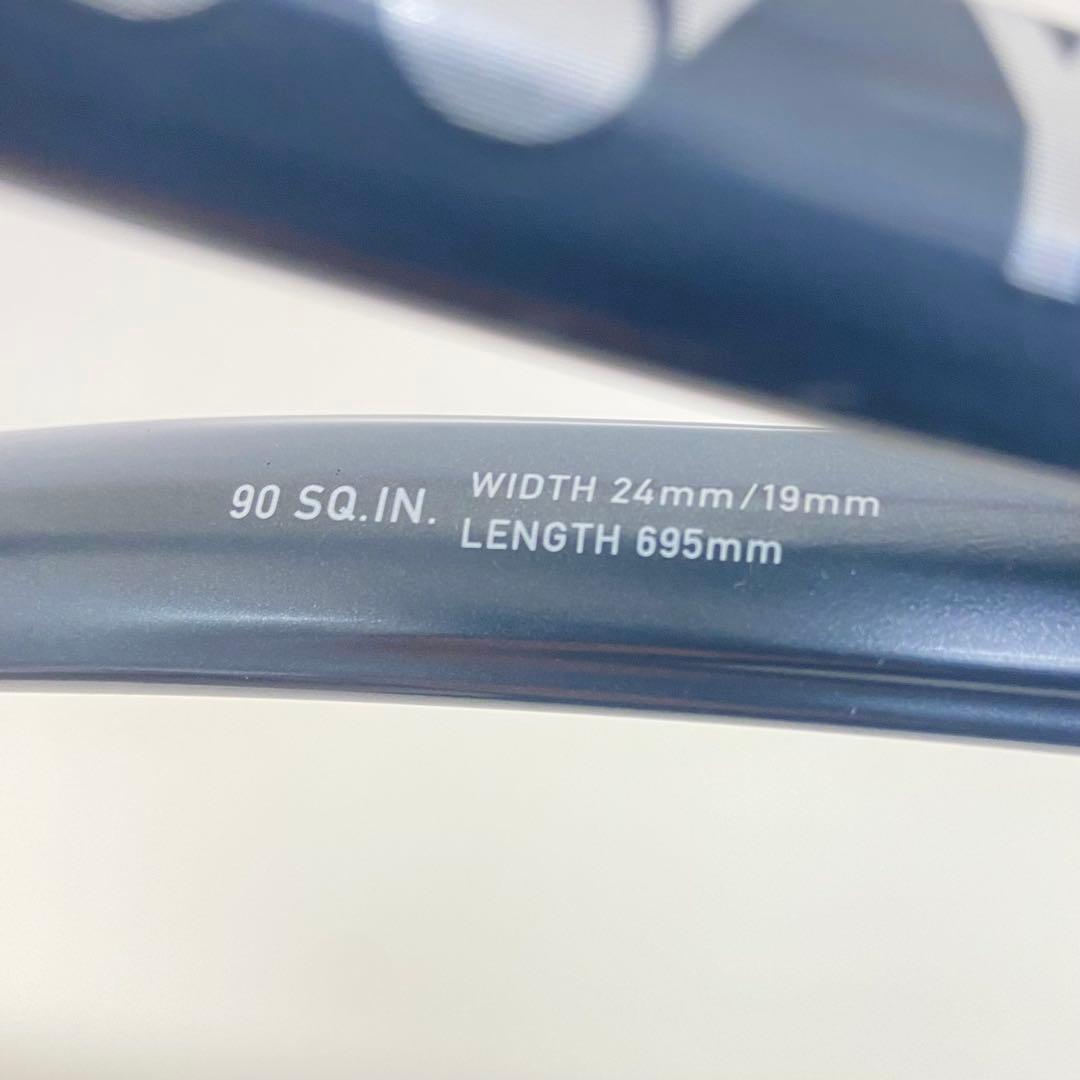 90 SQ.IN.
WIDTH 24mm/19mm
LENGTH 695mm